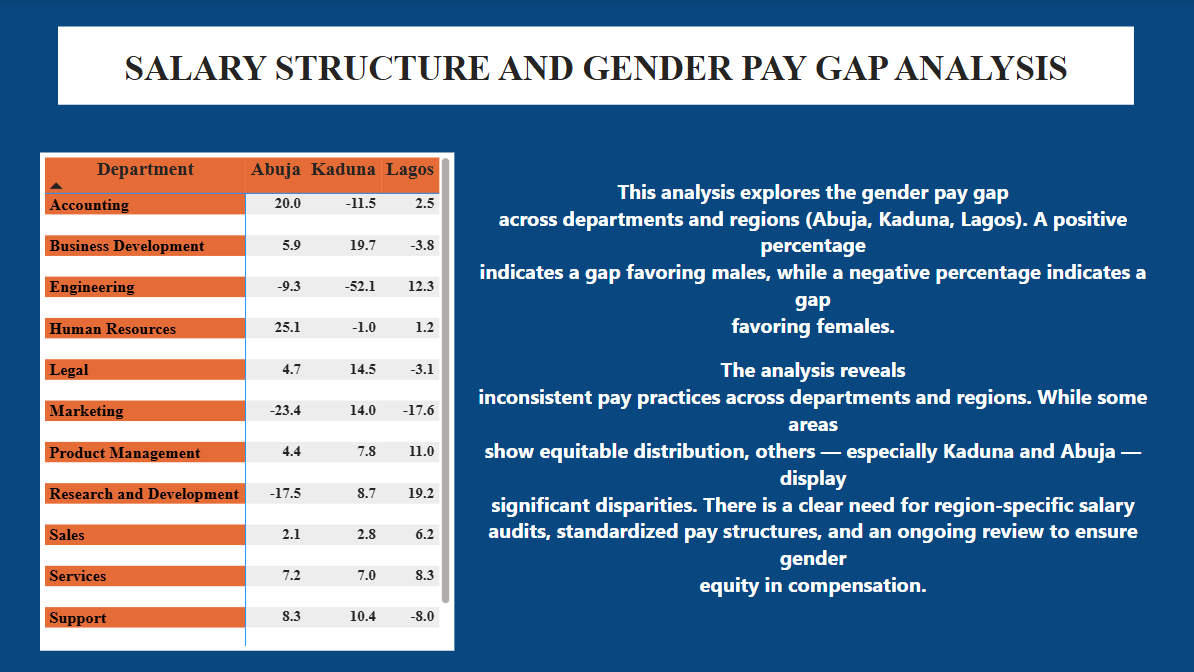 SALARY STRUCTURE AND GENDER PAY GAP ANALYSIS
Department Abuja Kaduna Lagos
Accounting 20.0 -11.5 2.5
Business Development 5.9 19.7 -3.8
Engineering -9.3 -52.1 12.3
Human Resources 25.1 -1.0 1.2
Legal 4.7 14.5 -3.1
Marketing -23.4 14.0 -17.6
Product Management 4.4 7.8 11.0
Research and Development -17.5 8.7 19.2
Sales 2.1 2.8 6.2
Services 7.2 7.0 8.3
Support 8.3 10.4 -8.0
This analysis explores the gender pay gap
across departments and regions (Abuja, Kaduna, Lagos). A positive
percentage
indicates a gap favoring males, while a negative percentage indicates a
gap
favoring females.
The analysis reveals
inconsistent pay practices across departments and regions. While some
areas
show equitable distribution, others — especially Kaduna and Abuja —
display
significant disparities. There is a clear need for region-specific salary
audits, standardized pay structures, and an ongoing review to ensure
gender
equity in compensation.